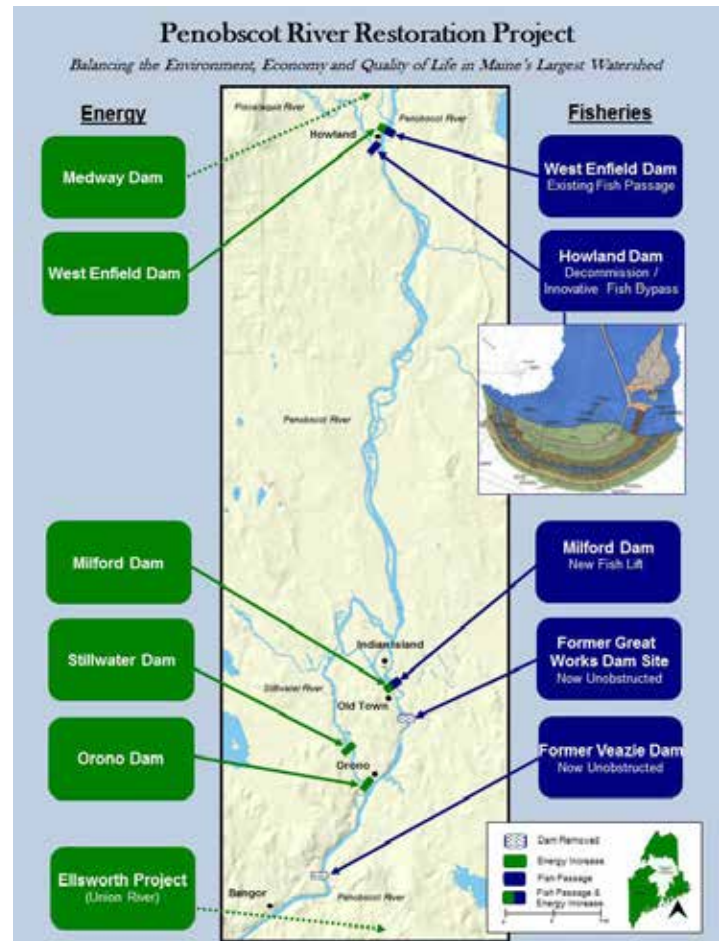 Penobscot River Restoration Project
Balancing the Environment, Economy and Quality of Life in Maine's Largest Watershed
Energy
Fisheries
Medway Dam
West Enfield Dam
Milford Dam
Stillwater Dam
Orono Dam
Ellsworth Project
(Union River)
Piscataquis River
Penobscot River
Howland
Penobscot River
Indian Island
Stillwater River
Old Town
Orono
Bangor
Penobscot River
West Enfield Dam
Existing Fish Passage
Howland Dam
Decommission /
Innovative Fish Bypass
Milford Dam
New Fish Lift
Former Great
Works Dam Site
Now Unobstructed
Former Veazie Dam
Now Unobstructed
Dam Removed
Energy Increase
Fish Passage
Fish Passage &
Energy Increase